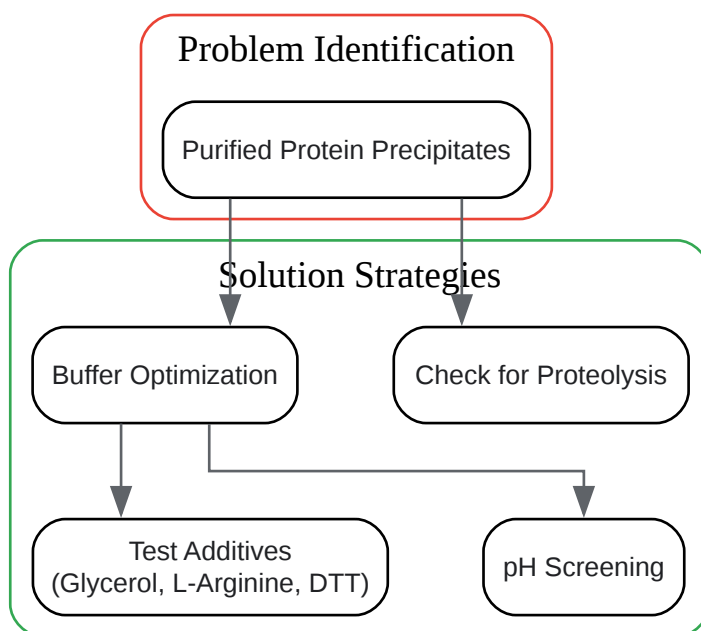 Problem Identification
Purified Protein Precipitates
Solution Strategies
Buffer Optimization
Check for Proteolysis
Test Additives
(Glycerol, L-Arginine, DTT)
pH Screening